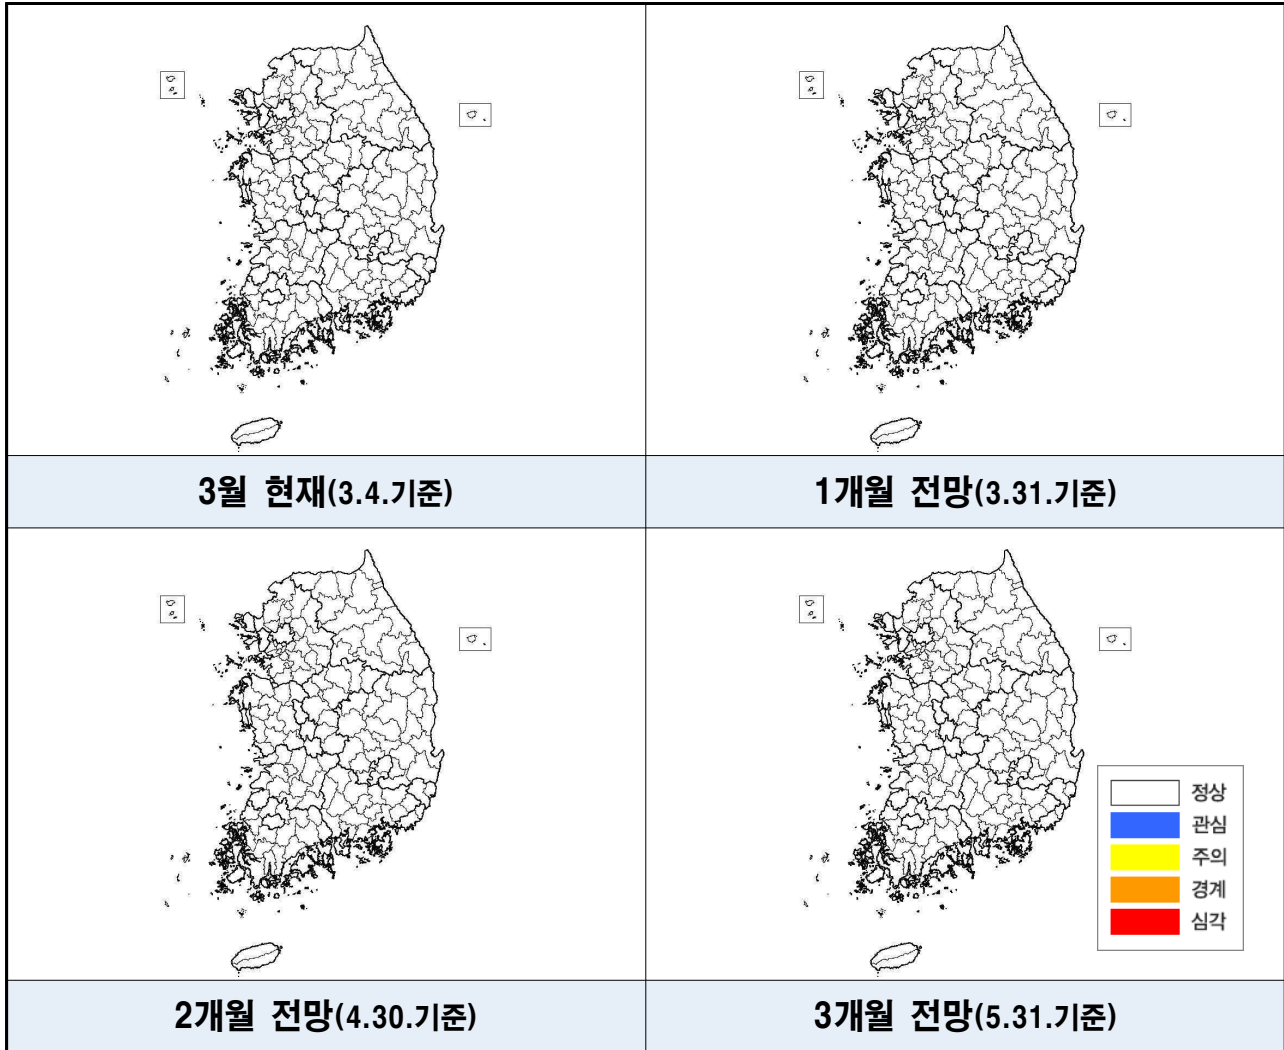 3월 현재(3.4.기준)
1개월 전망(3.31.기준)
정상
관심
주의
경계
심각
2개월 전망(4.30.기준)
3개월 전망(5.31.기준)